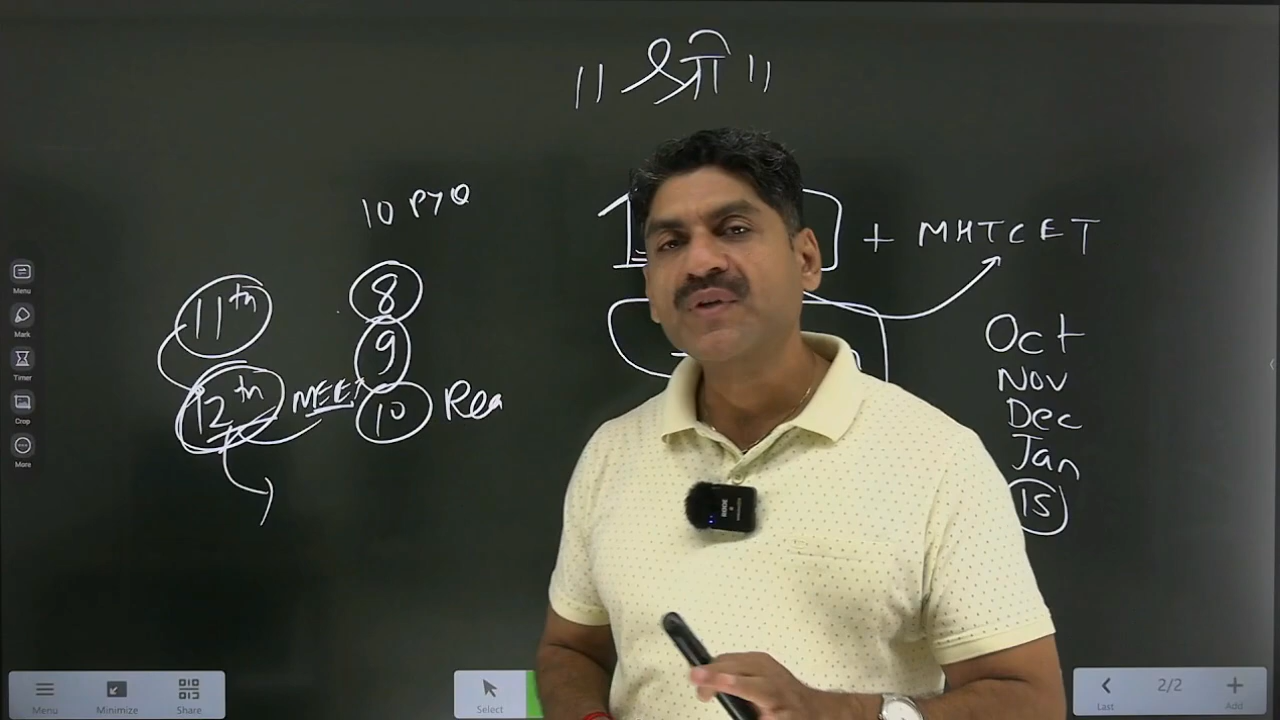 || श्री ||
10 PYQ
+ MHTCET
11th
8
Oct
9
Nov
12th NEET
10 Rea
Dec
Jan
15
Menu
Mark
Timer
Crop
More
RODE
Menu
Minimize
Share
Select
Last
2/2
Add